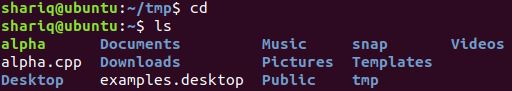 shariq@ubuntu:~/tmp$ cd
shariq@ubuntu:~$ ls
alpha Documents Music snap Videos
alpha.cpp Downloads Pictures Templates
Desktop examples.desktop Public tmp